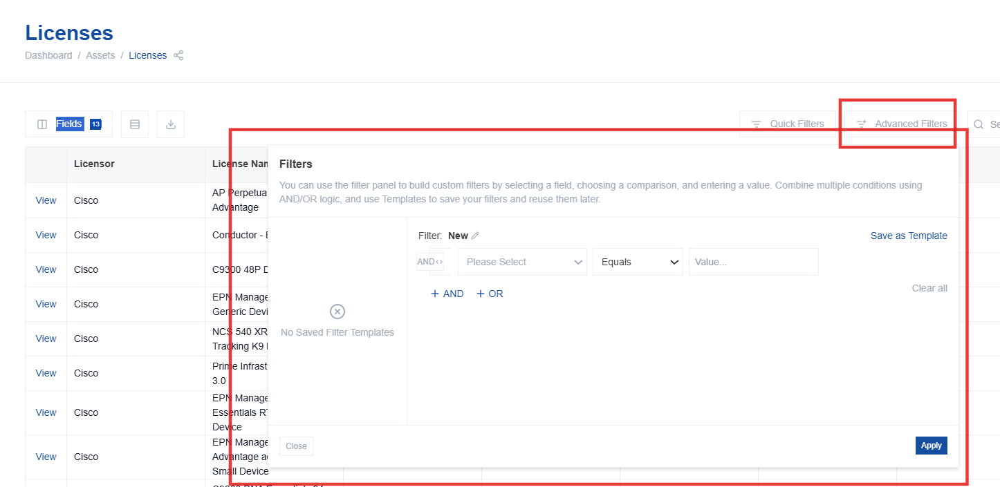 Licenses
Dashboard / Assets / Licenses
Fields 13
Quick Filters
Advanced Filters
Licensor
License
Filters
You can use the filter panel to build custom filters by selecting a field, choosing a comparison, and entering a value. Combine multiple conditions using
AND/OR logic, and use Templates to save your filters and reuse them later.
View Cisco AP Perpetua
Advantage
View Cisco Conductor -
View Cisco C9300 48P
View Cisco EPN Manage
Generic Devi
View Cisco NCS 540 XR
Tracking K9
View Cisco Prime Infrast
3.0
View Cisco EPN Manage
Essentials
Device
View Cisco EPN Manage
Advantage
Small Device
Filter: New
Save as Template
AND
Please Select
Equals
Value...
+ AND
+ OR
Clear all
No Saved Filter Templates
Close
Apply